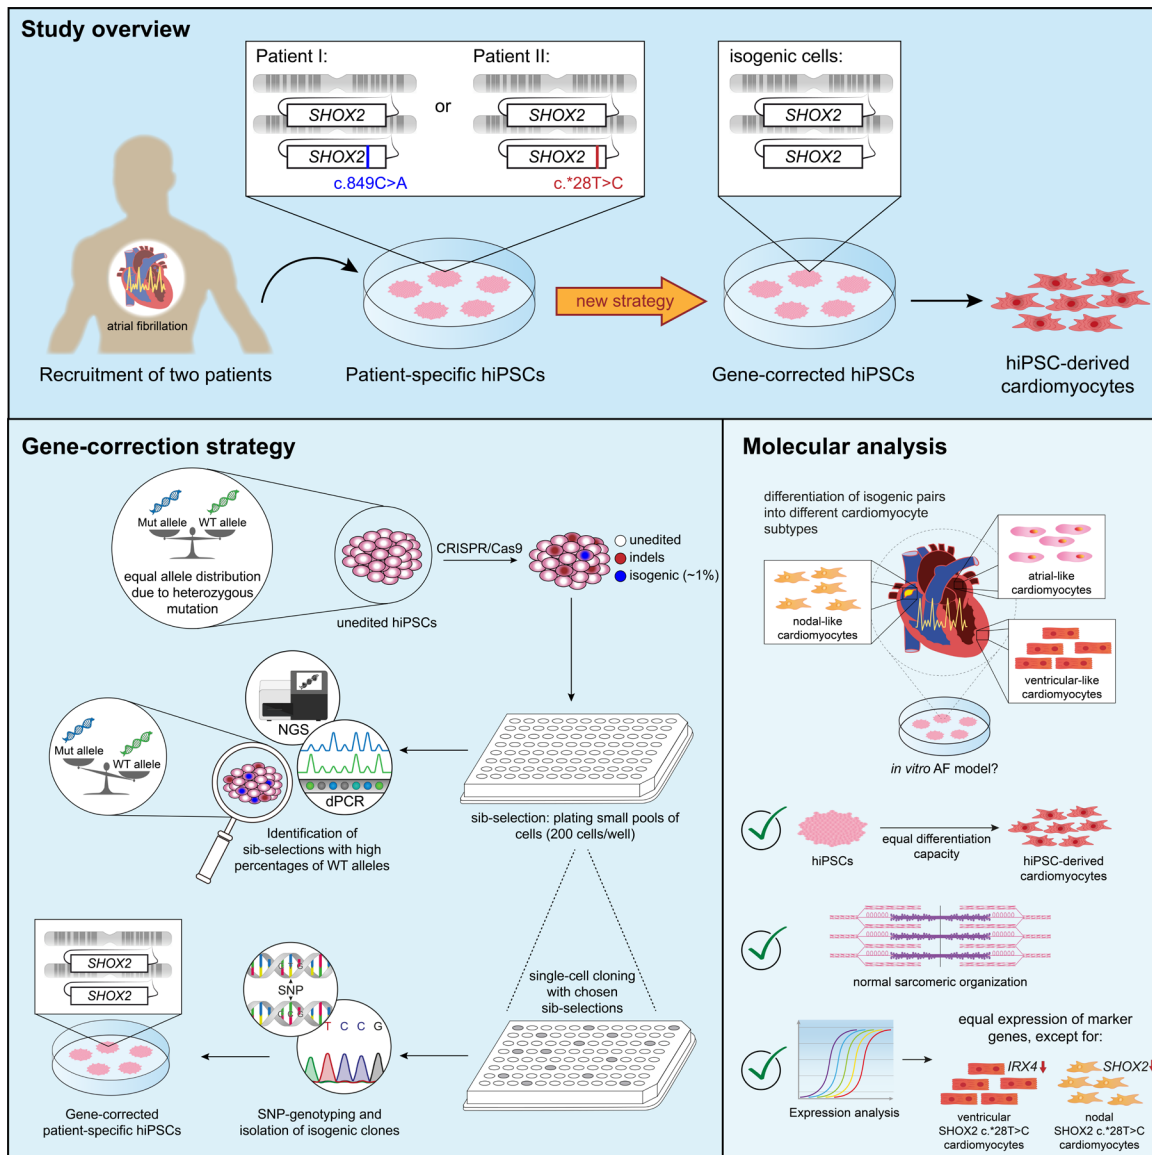 Study overview
Patient I:
SHOX2
SHOX2
c.849C>A
or
Patient II:
SHOX2
SHOX2
c.*28T>C
isogenic cells:
SHOX2
SHOX2
atrial fibrillation
new strategy
Recruitment of two patients
Patient-specific hiPSCs
Gene-corrected hiPSCs
hiPSC-derived
cardiomyocytes
Gene-correction strategy
Mut allele
WT allele
equal allele distribution
due to heterozygous
mutation
unedited hiPSCs
CRISPR/Cas9
unedited
indels
isogenic (~1%)
NGS
dPCR
Mut allele
WT allele
Identification of
sib-selections with high
percentages of WT alleles
sib-selection: plating small pools of
cells (200 cells/well)
single-cell cloning
with chosen
sib-selections
SNP
T C C G
SNP-genotyping and
isolation of isogenic clones
SHOX2
SHOX2
Gene-corrected
patient-specific hiPSCs
Molecular analysis
differentiation of isogenic pairs
into different cardiomyocyte
subtypes
atrial-like
cardiomyocytes
nodal-like
cardiomyocytes
ventricular-like
cardiomyocytes
in vitro AF model?
hiPSCs
equal differentiation
capacity
hiPSC-derived
cardiomyocytes
normal sarcomeric organization
Expression analysis
equal expression of marker
genes, except for:
IRX4
ventricular
SHOX2 c.*28T>C
cardiomyocytes
SHOX2
nodal
SHOX2 c.*28T>C
cardiomyocytes